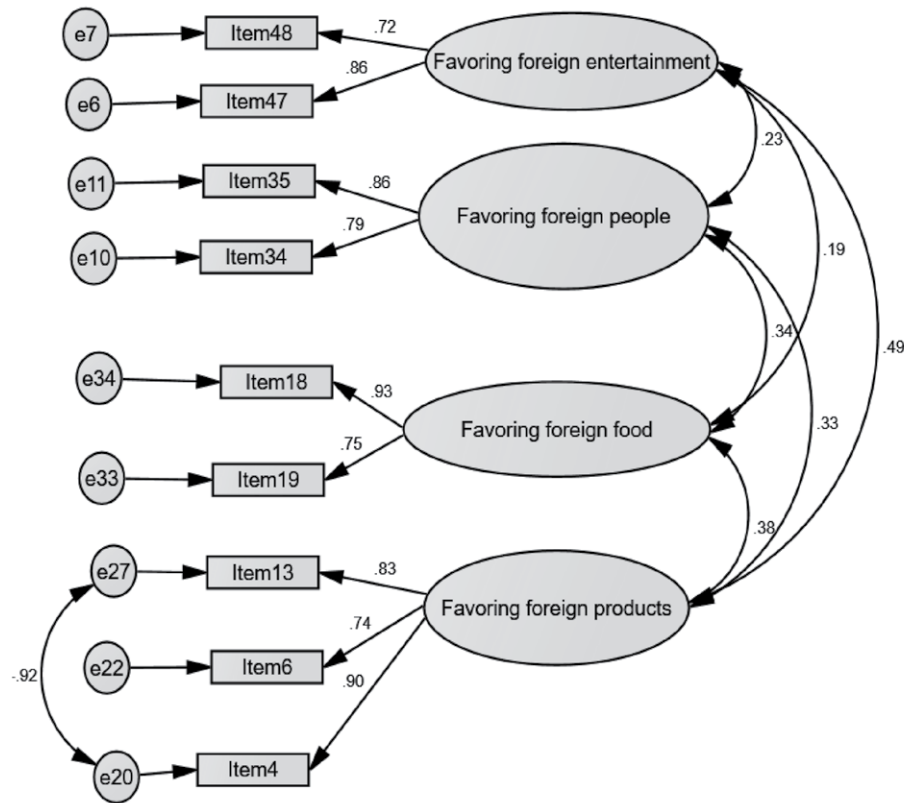 e7
Item48
.72
Favoring foreign entertainment
e6
Item47
.86
.23
e11
Item35
.86
Favoring foreign people
e10
Item34
.79
.19
.34
.49
e34
Item18
.93
Favoring foreign food
.33
e33
Item19
.75
.38
e27
Item13
.83
Favoring foreign products
.74
e22
Item6
-.92
.90
e20
Item4